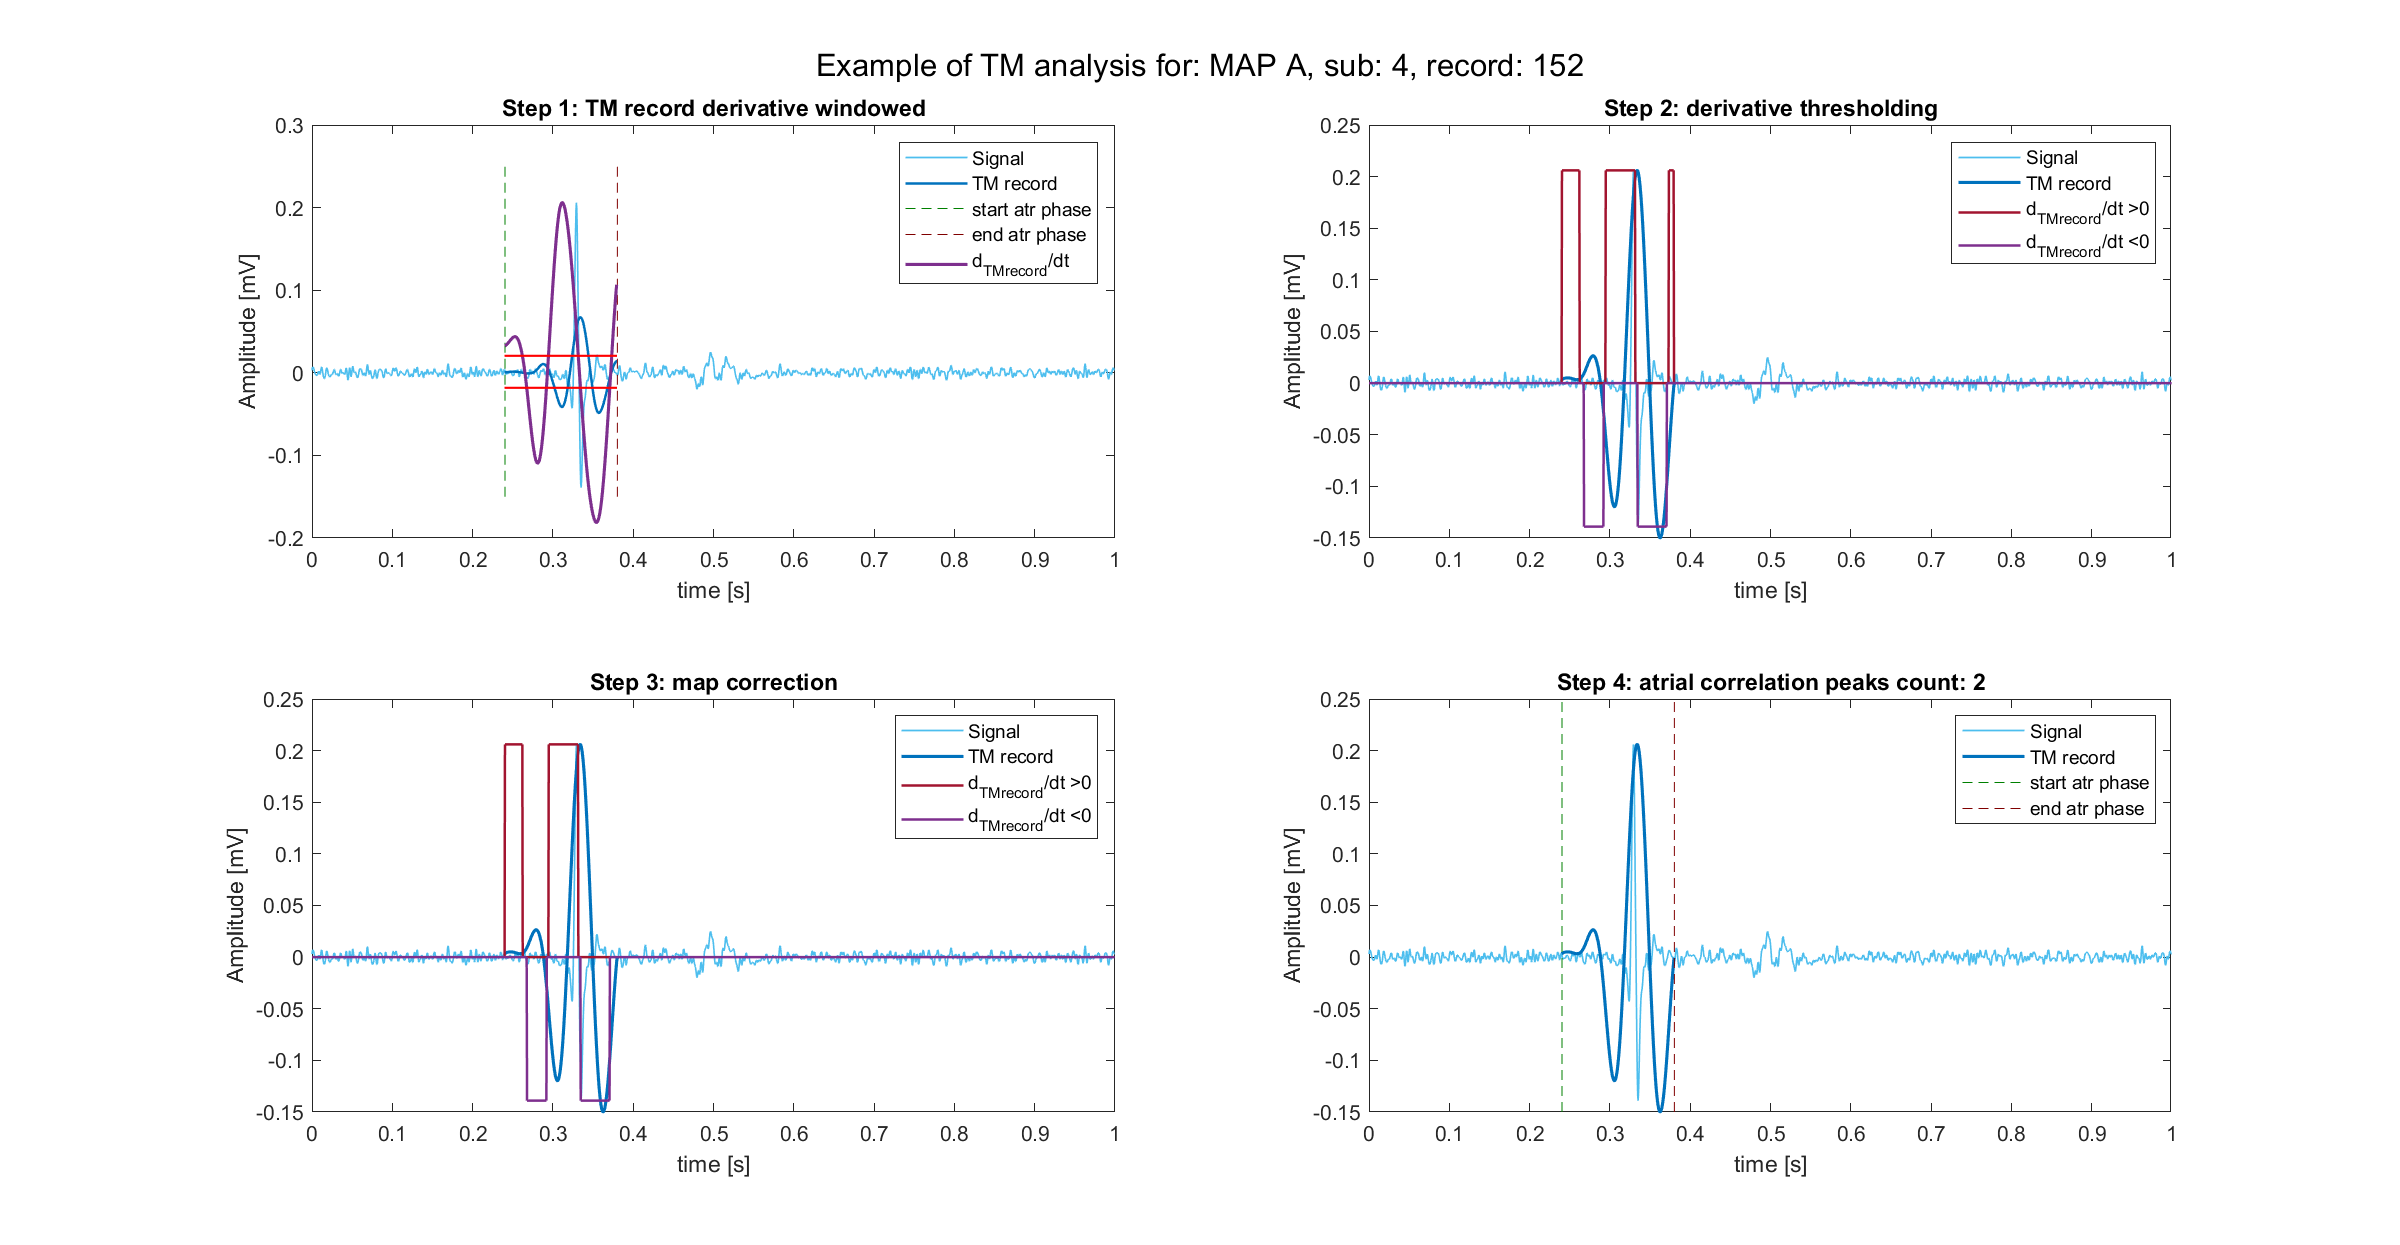 Example of TM analysis for: MAP A, sub: 4, record: 152
Step 1: TM record derivative windowed
0.3
0.2
0.1
0
-0.1
-0.2
Amplitude [mV]
0 0.1 0.2 0.3 0.4 0.5 0.6 0.7 0.8 0.9 1
time [s]
Signal
TM record
start atr phase
end atr phase
dTMrecord/dt
Step 2: derivative thresholding
0.25
0.2
0.15
0.1
0.05
0
-0.05
-0.1
-0.15
Amplitude [mV]
0 0.1 0.2 0.3 0.4 0.5 0.6 0.7 0.8 0.9 1
time [s]
Signal
TM record
dTMrecord/dt >0
dTMrecord/dt <0
Step 3: map correction
0.25
0.2
0.15
0.1
0.05
0
-0.05
-0.1
-0.15
Amplitude [mV]
0 0.1 0.2 0.3 0.4 0.5 0.6 0.7 0.8 0.9 1
time [s]
Signal
TM record
dTMrecord/dt >0
dTMrecord/dt <0
Step 4: atrial correlation peaks count: 2
0.25
0.2
0.15
0.1
0.05
0
-0.05
-0.1
-0.15
Amplitude [mV]
0 0.1 0.2 0.3 0.4 0.5 0.6 0.7 0.8 0.9 1
time [s]
Signal
TM record
start atr phase
end atr phase